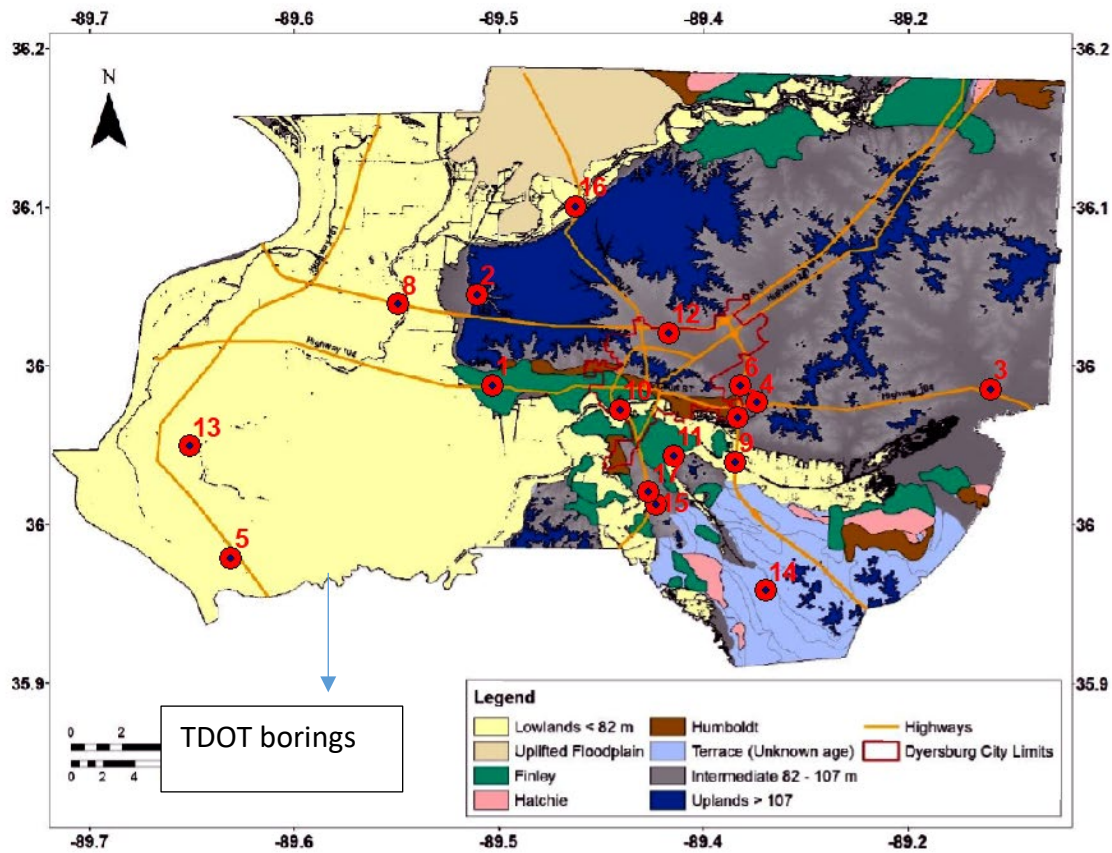 -89.7 -89.6 -89.5 -89.4 -89.2
36.2 36.2
N
16
36.1 36.1
2
8
12
36 36
Highway 104
1
6
3
4
10
13
11
9
17
15
36 36
5
14
35.9 35.9
TDOT borings
0 2
0 2 4
Legend
Lowlands < 82 m
Uplifted Floodplain
Finley
Hatchie
Humboldt
Terrace (Unknown age)
Intermediate 82 - 107 m
Uplands > 107
Highways
Dyersburg City Limits
-89.7 -89.6 -89.5 -89.4 -89.2